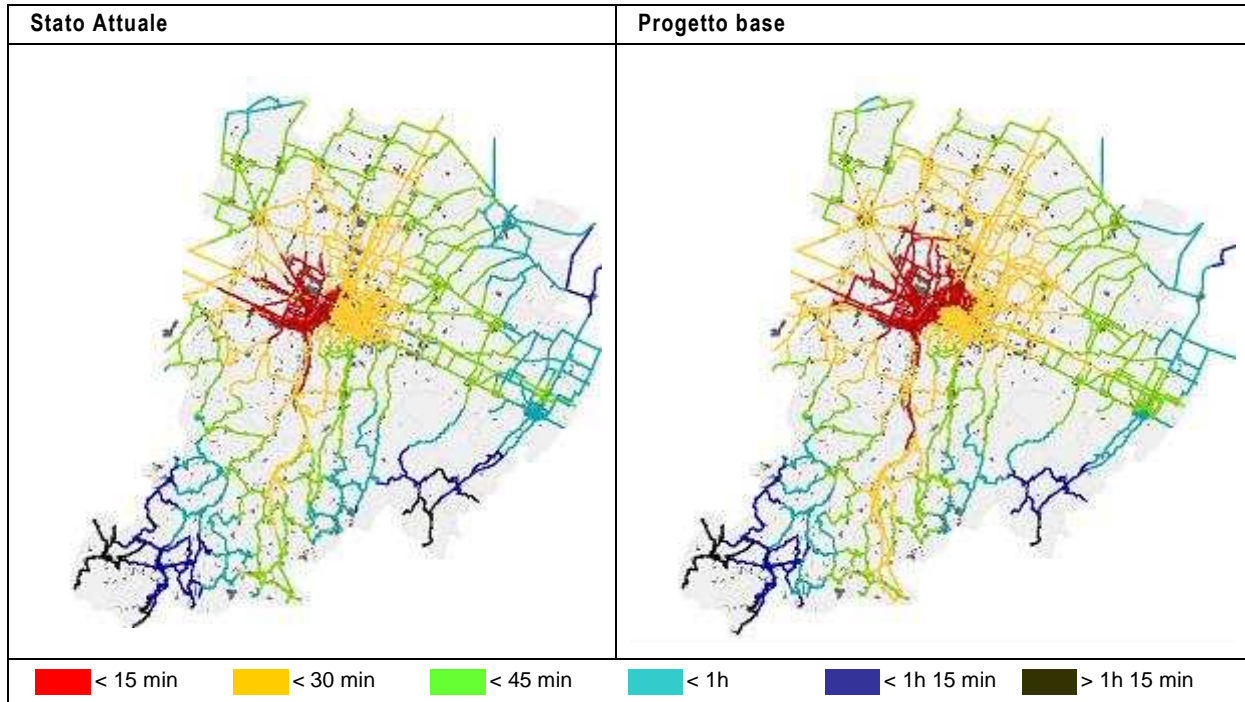 Stato Attuale
Progetto base
< 15 min
< 30 min
< 45 min
< 1h
< 1h 15 min
> 1h 15 min